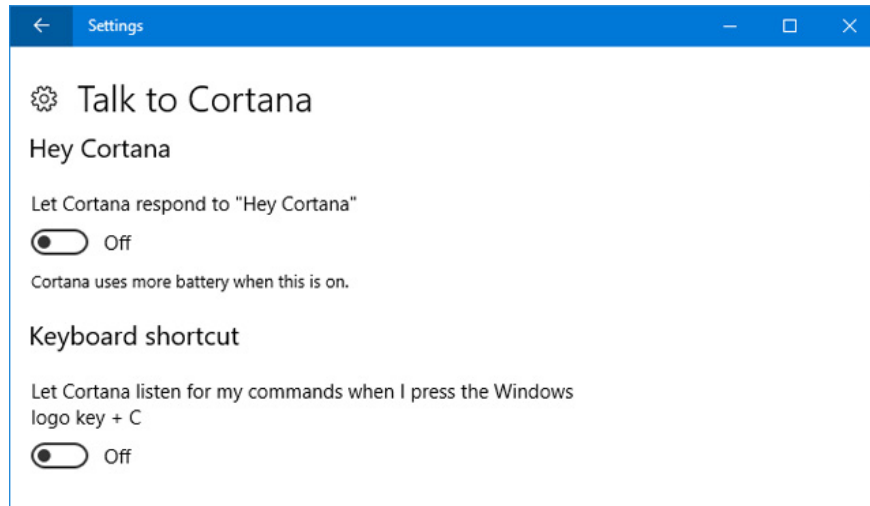 Settings
Talk to Cortana
Hey Cortana
Let Cortana respond to "Hey Cortana"
Off
Cortana uses more battery when this is on.
Keyboard shortcut
Let Cortana listen for my commands when I press the Windows
logo key + C
Off